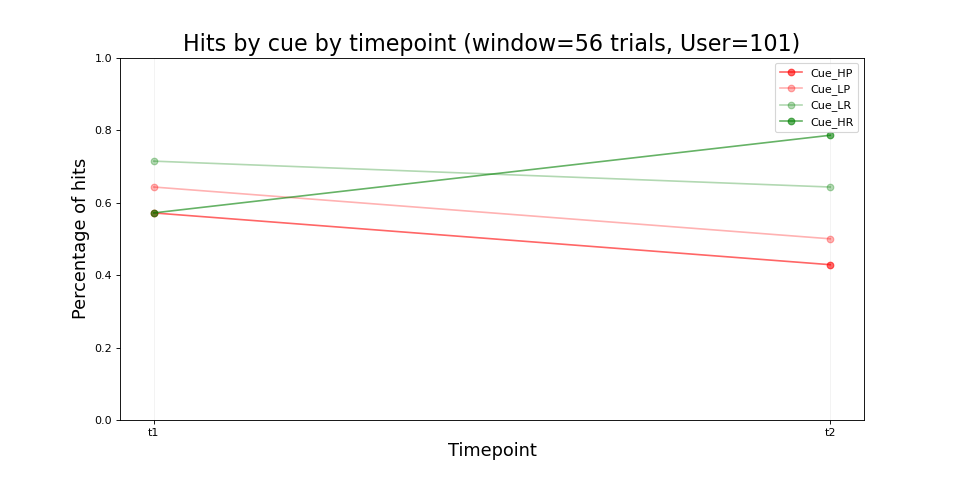 Hits by cue by timepoint (window=56 trials, User=101)
Percentage of hits
1.0
0.8
0.6
0.4
0.2
0.0
Cue_HP
Cue_LP
Cue_LR
Cue_HR
t1
t2
Timepoint